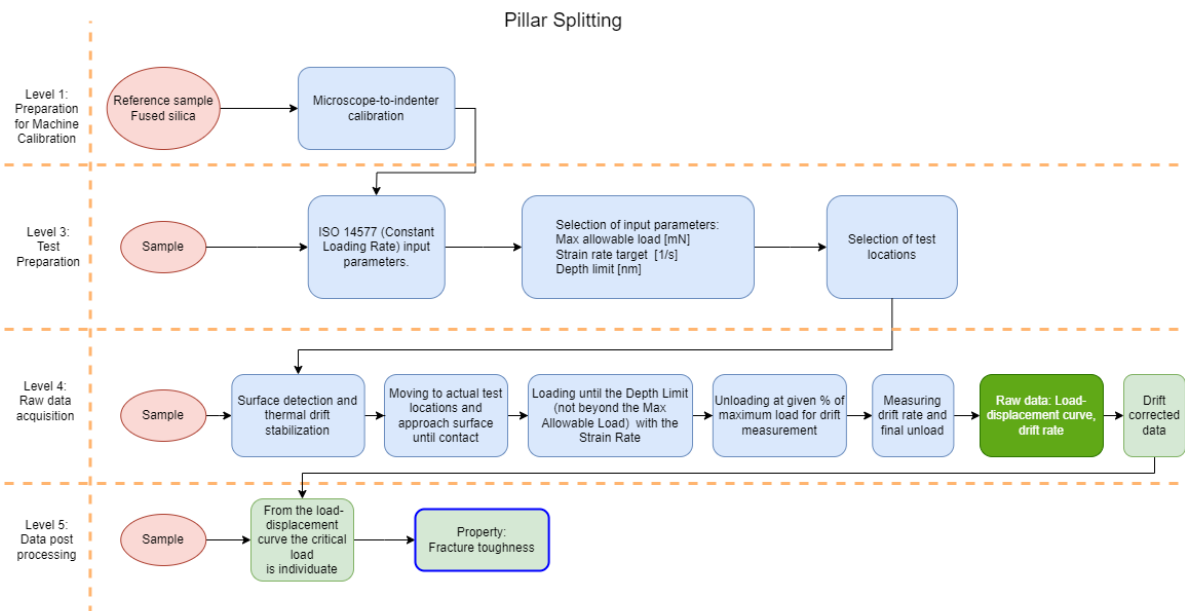 Pillar Splitting
Level 1:
Preparation
for Machine
Calibration
Reference sample
Fused silica
Microscope-to-indenter
calibration
Level 3:
Test
Preparation
Sample
ISO 14577 (Constant
Loading Rate) input
parameters.
Selection of input parameters:
Max allowable load [mN]
Strain rate target [1/s]
Depth limit [nm]
Selection of test
locations
Level 4:
Raw data
acquisition
Sample
Surface detection and
thermal drift
stabilization
Moving to actual test
locations and
approach surface
until contact
Loading until the Depth Limit
(not beyond the Max
Allowable Load) with the
Strain Rate
Unloading at given % of
maximum load for drift
measurement
Measuring
drift rate and
final unload
Raw data: Load-
displacement curve,
drift rate
Drift
corrected
data
Level 5:
Data post
processing
Sample
From the load-
displacement
curve the critical
load
is individuate
Property:
Fracture toughness